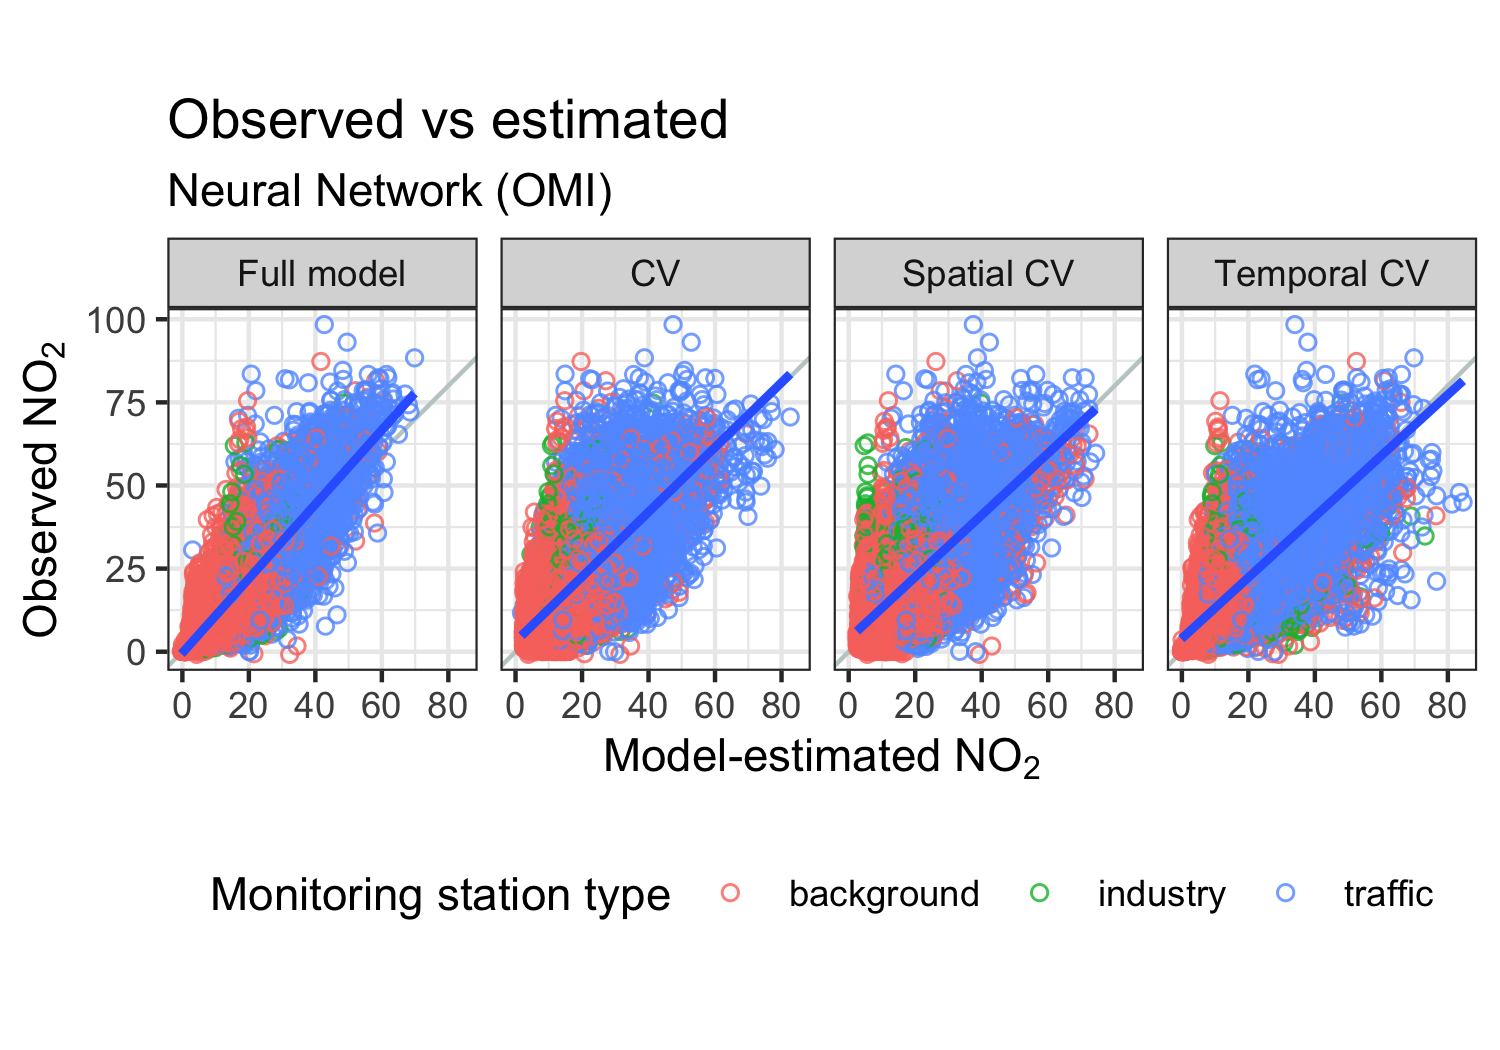 Observed vs estimated
Neural Network (OMI)
Full model
CV
Spatial CV
Temporal CV
Observed NO₂
100
75
50
25
0
0 20 40 60 80
0 20 40 60 80
0 20 40 60 80
0 20 40 60 80
Model-estimated NO₂
Monitoring station type background industry traffic